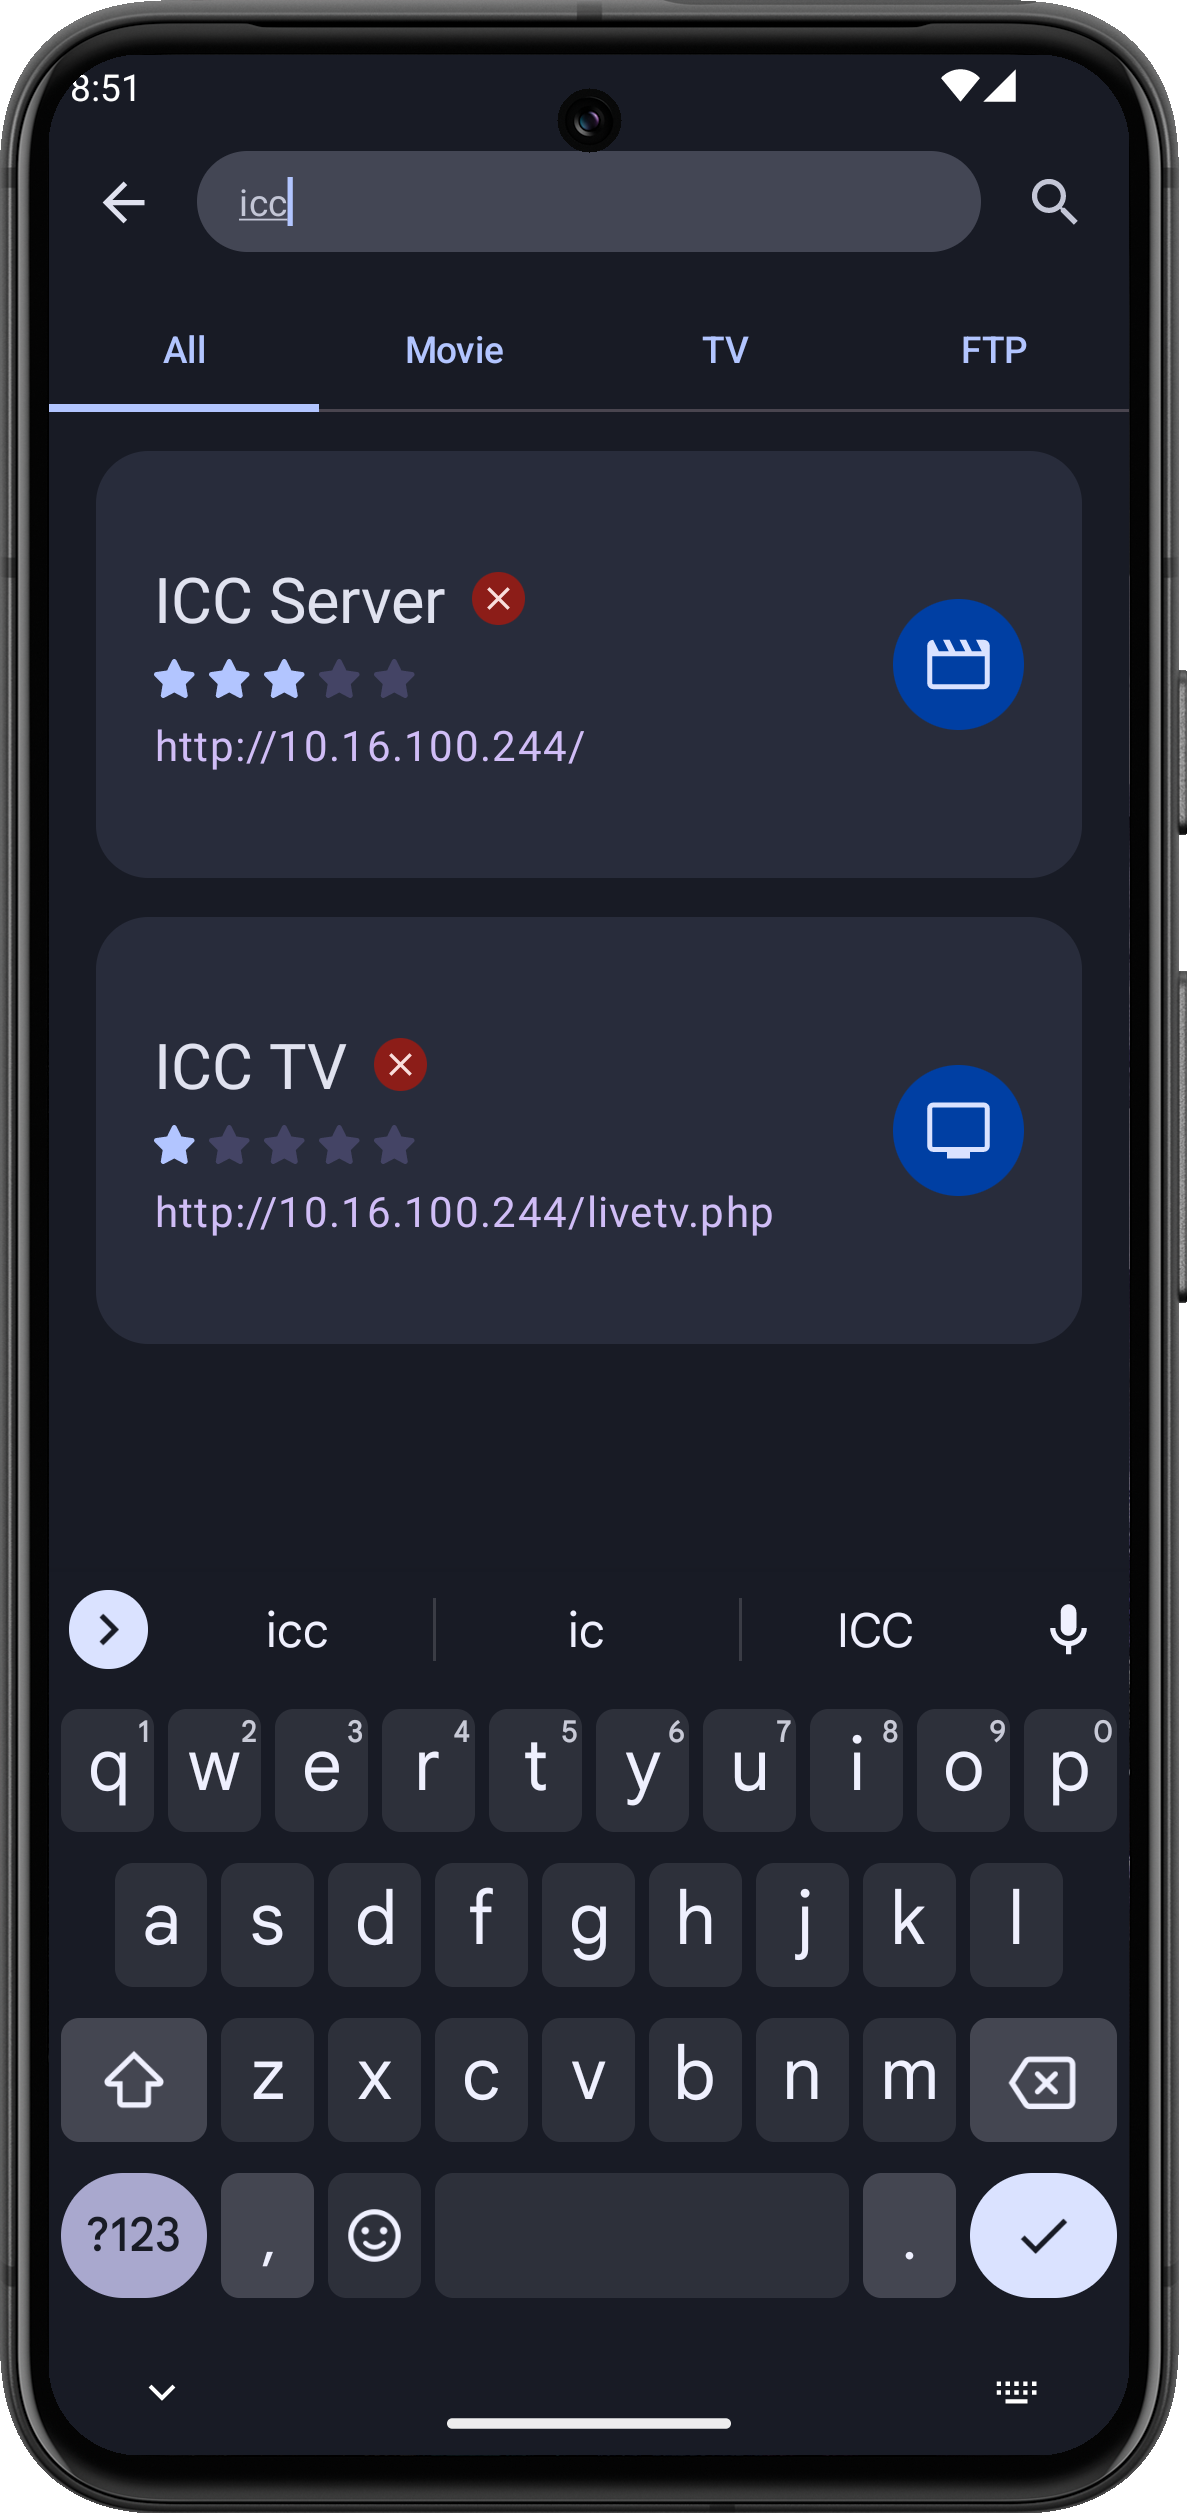 8:51
icc
All Movie TV FTP
ICC Server
http://10.16.100.244/
ICC TV
http://10.16.100.244/livetv.php
icc ic ICC
q 1 w 2 e 3 r 4 t 5 y 6 u 7 i 8 o 9 p 0
a s d f g h j k l
z x c v b n m
?123 , .